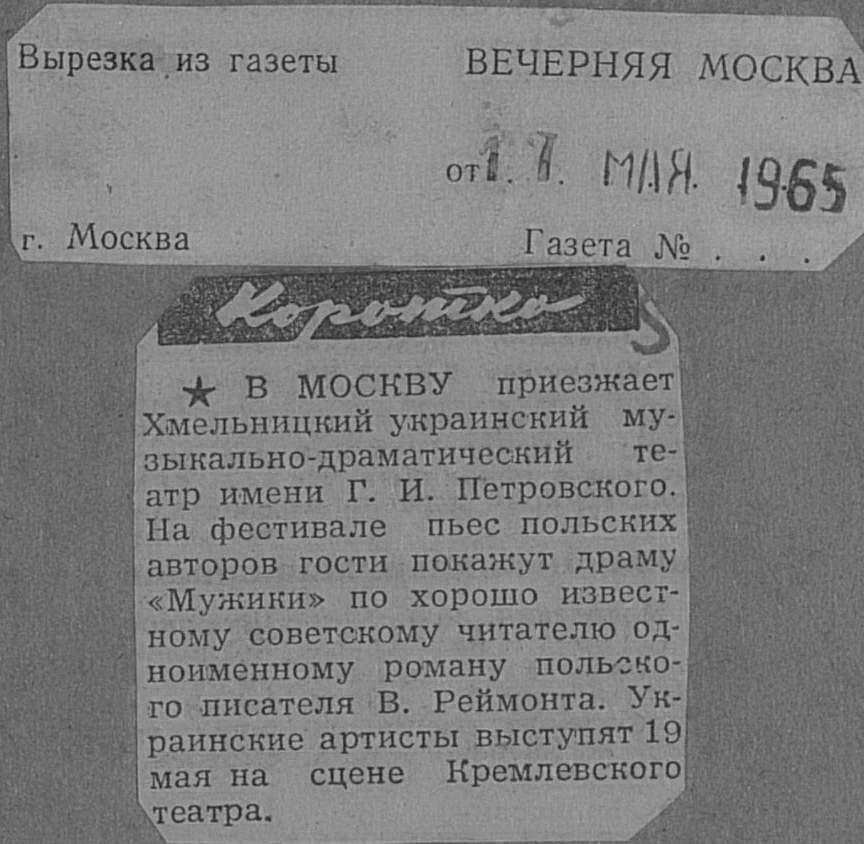 Вырезка из газеты ВЕЧЕРНЯЯ МОСКВА
от МАЯ 1965
г. Москва Газета № . . .
Коротко
★ В МОСКВУ приезжает
Хмельницкий украинский му-
зыкально-драматический те-
атр имени Г. И. Петровского.
На фестивале пьес польских
авторов гости покажут драму
«Мужики» по хорошо извест-
ному советскому читателю од-
ноименному роману польско-
го писателя В. Реймонта. Ук-
раинские артисты выступят 19
мая на сцене Кремлевского
театра.